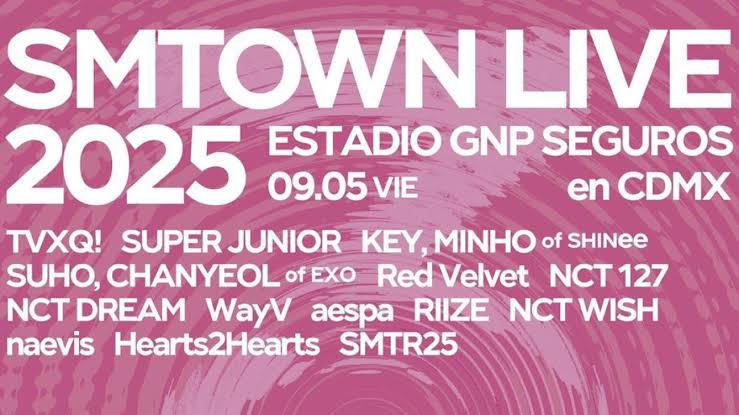 SMTOWN LIVE
2025 ESTADIO GNP SEGUROS
09.05 VIE en CDMX
TVXQ! SUPER JUNIOR KEY, MINHO of SHINee
SUHO, CHANYEOL of EXO Red Velvet NCT 127
NCT DREAM WayV aespa RIIZE NCT WISH
naevis Hearts2Hearts SMTR25